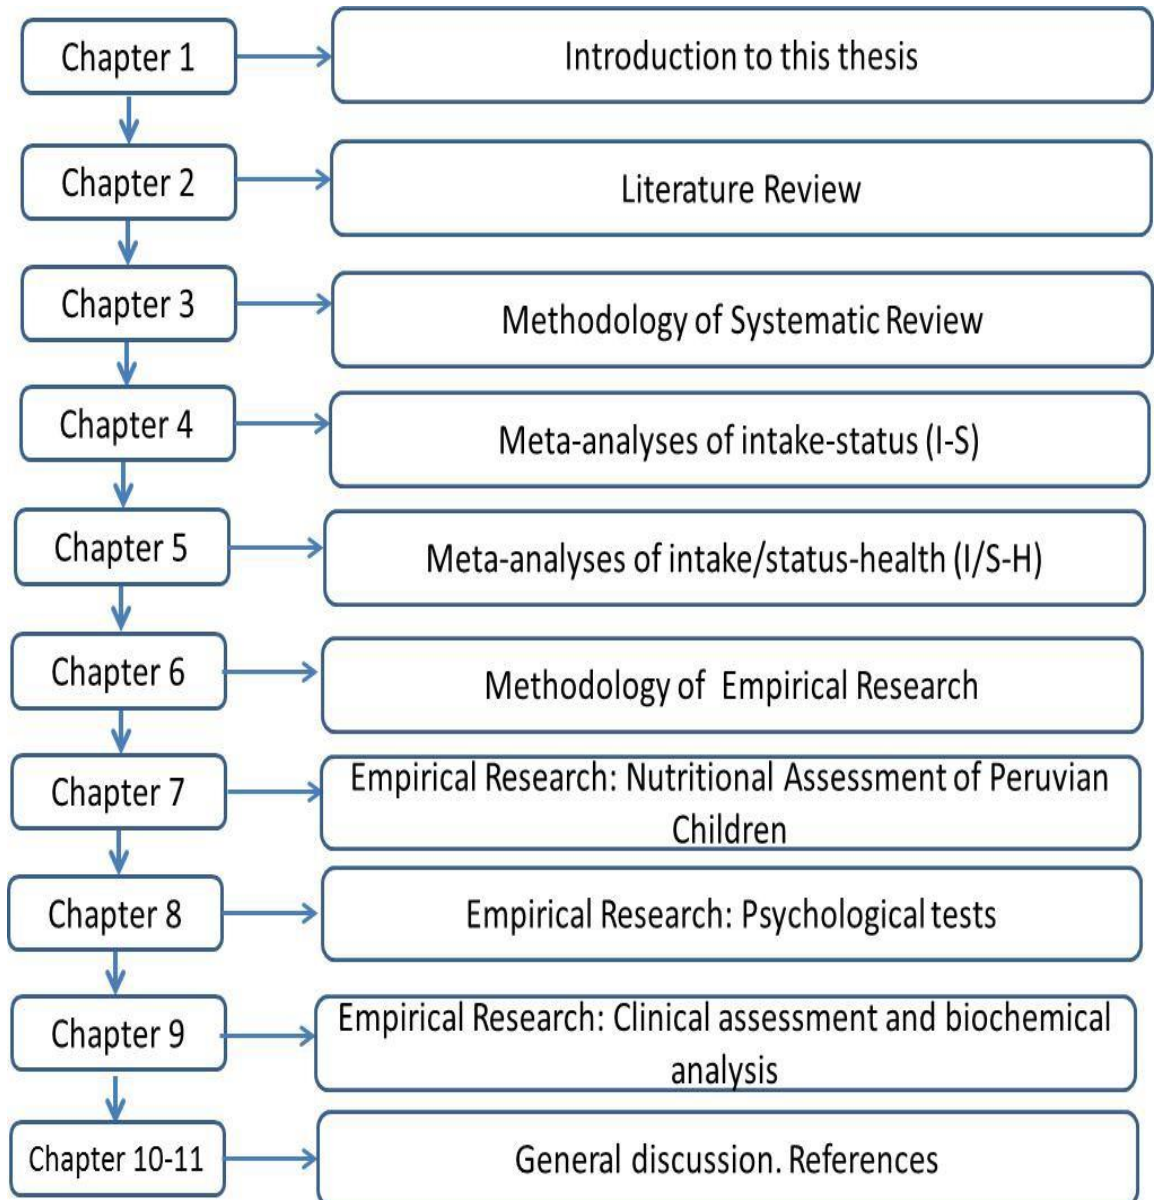 Chapter 1
Introduction to this thesis
Chapter 2
Literature Review
Chapter 3
Methodology of Systematic Review
Chapter 4
Meta-analyses of intake-status (I-S)
Chapter 5
Meta-analyses of intake/status-health (I/S-H)
Chapter 6
Methodology of Empirical Research
Chapter 7
Empirical Research: Nutritional Assessment of Peruvian
Children
Chapter 8
Empirical Research: Psychological tests
Chapter 9
Empirical Research: Clinical assessment and biochemical
analysis
Chapter 10-11
General discussion. References